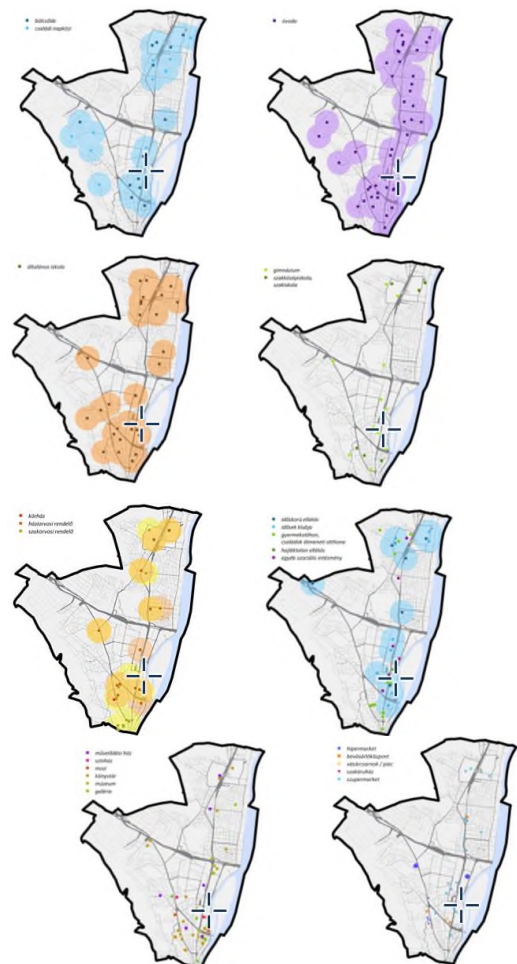 bölcsőde
családi napközi
óvoda
általános iskola
gimnázium
szakközépiskola,
szakiskola
kórház
háziorvosi rendelő
szakorvosi rendelő
időskorú ellátás
idősek klubja
gyermekotthon,
családok átmeneti otthona
hajléktalan ellátás
egyéb szociális intézmény
művelődési ház
színház
mozi
könyvtár
múzeum
galéria
hipermarket
bevásárlóközpont
vásárcsarnok / piac
szakáruház
szupermarket